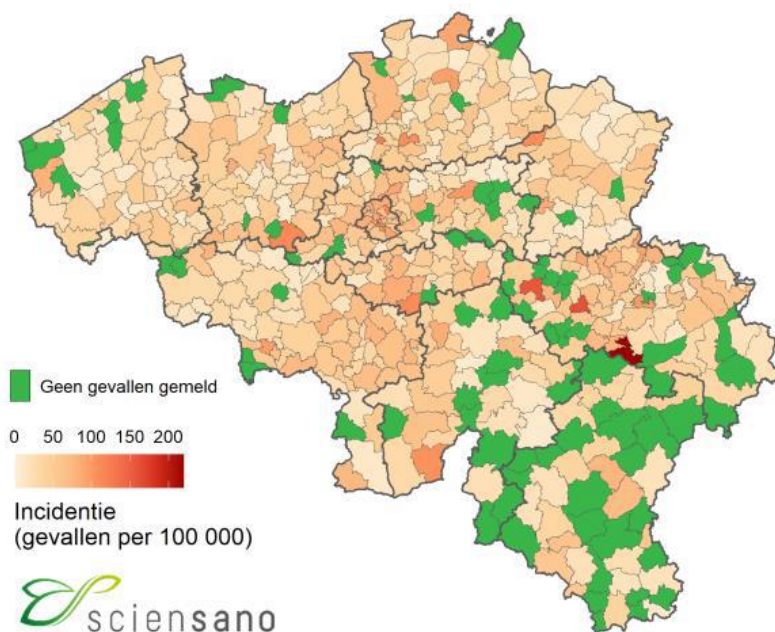 Geen gevallen gemeld
0 50 100 150 200
Incidentie
(gevallen per 100 000)
sciensano